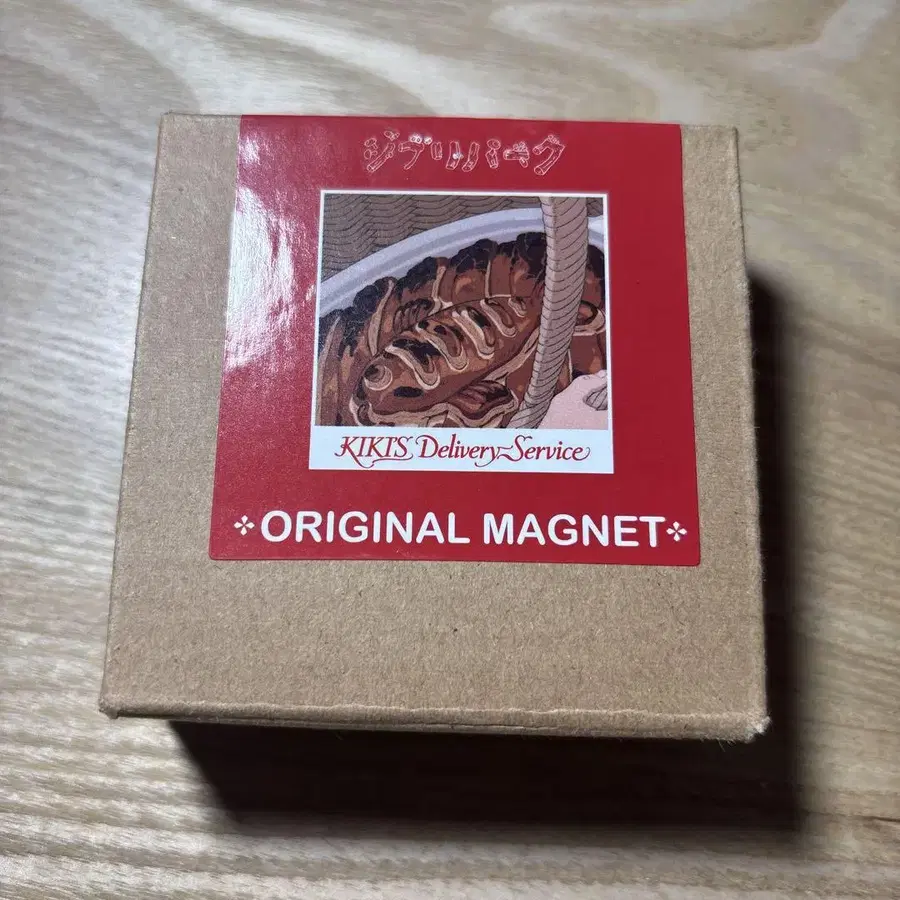 ジブリパーク
KIKI'S Delivery Service
ORIGINAL MAGNET